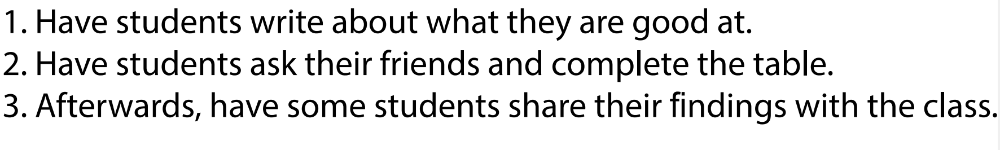 1. Have students write about what they are good at.
2. Have students ask their friends and complete the table.
3. Afterwards, have some students share their findings with the class.